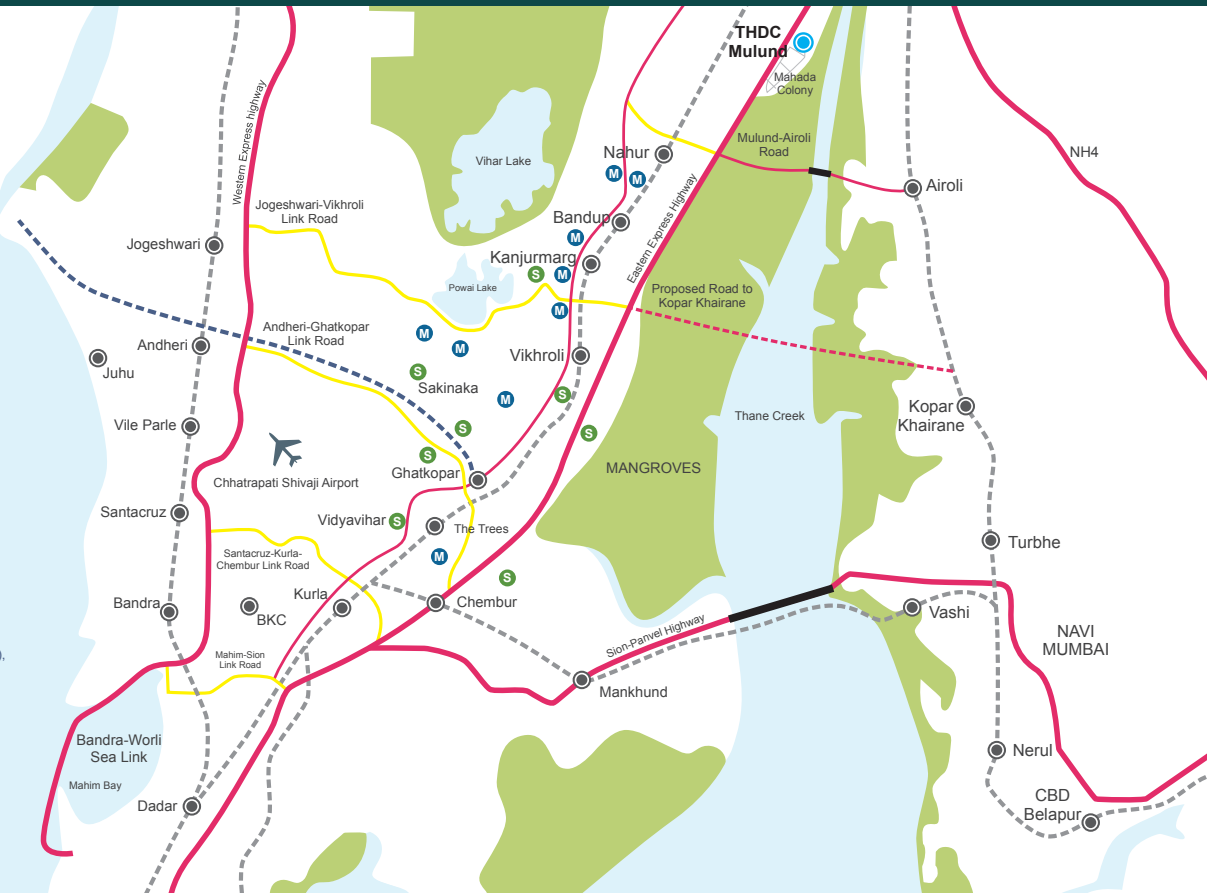 THDC
Mulund
Mahada
Colony
Western Express highway
Vihar Lake
Nahur
M
M
Mulund-Airoli
Road
NH4
Airoli
Jogeshwari-Vikhroli
Link Road
Jogeshwari
Bandup
M
Eastern Express Highway
Kanjurmarg
S
M
Powai Lake
Proposed Road to
Kopar Khairane
M
Andheri-Ghatkopar
Link Road
Andheri
M
M
Vikhroli
Juhu
S
Sakinaka
M
S
Kopar
Khairane
Thane Creek
Vile Parle
S
S
S
MANGROVES
Ghatkopar
Chhatrapati Shivaji Airport
Santacruz
Vidyavihar
S
The Trees
Turbhe
Santacruz-Kurla-
Chembur Link Road
M
S
Kurla
Chembur
Bandra
BKC
Vashi
Sion-Panvel Highway
NAVI
MUMBAI
Mahim-Sion
Link Road
),
Mankhund
Bandra-Worli
Sea Link
Nerul
Mahim Bay
Dadar
CBD
Belapur